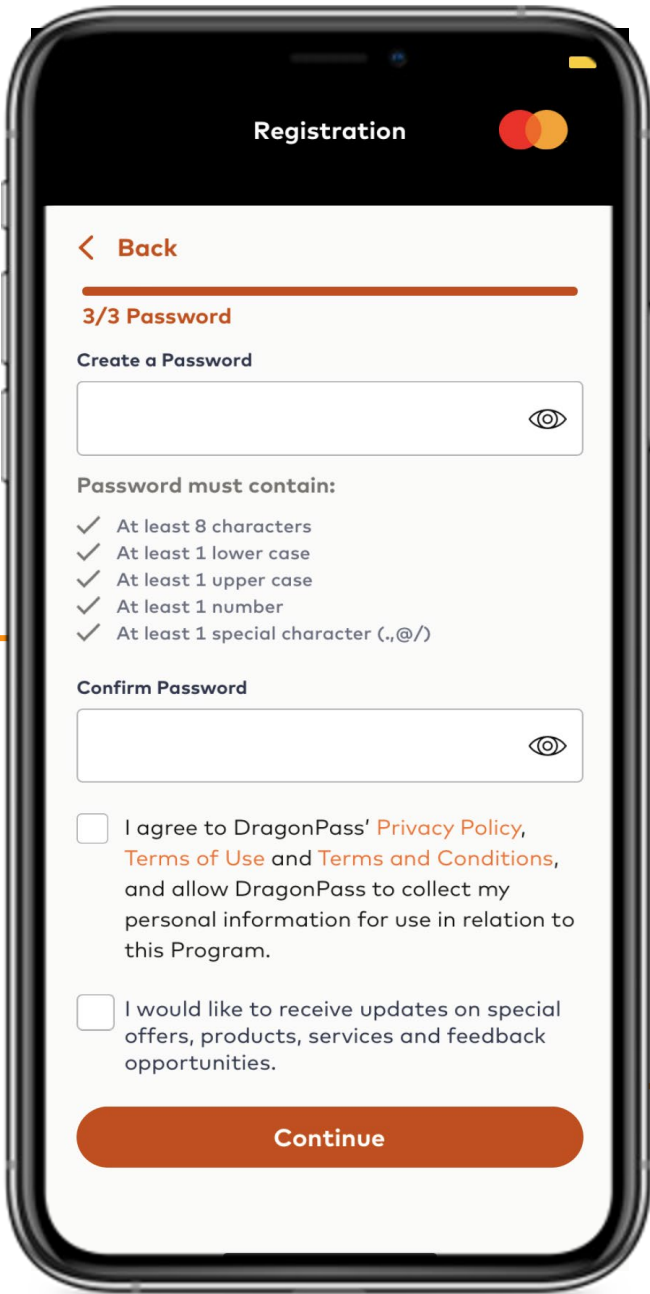 Registration
Back
3/3 Password
Create a Password
Password must contain:
At least 8 characters
At least 1 lower case
At least 1 upper case
At least 1 number
At least 1 special character (.,@/)
Confirm Password
I agree to DragonPass’ Privacy Policy,
Terms of Use and Terms and Conditions,
and allow DragonPass to collect my
personal information for use in relation to
this Program.
I would like to receive updates on special
offers, products, services and feedback
opportunities.
Continue